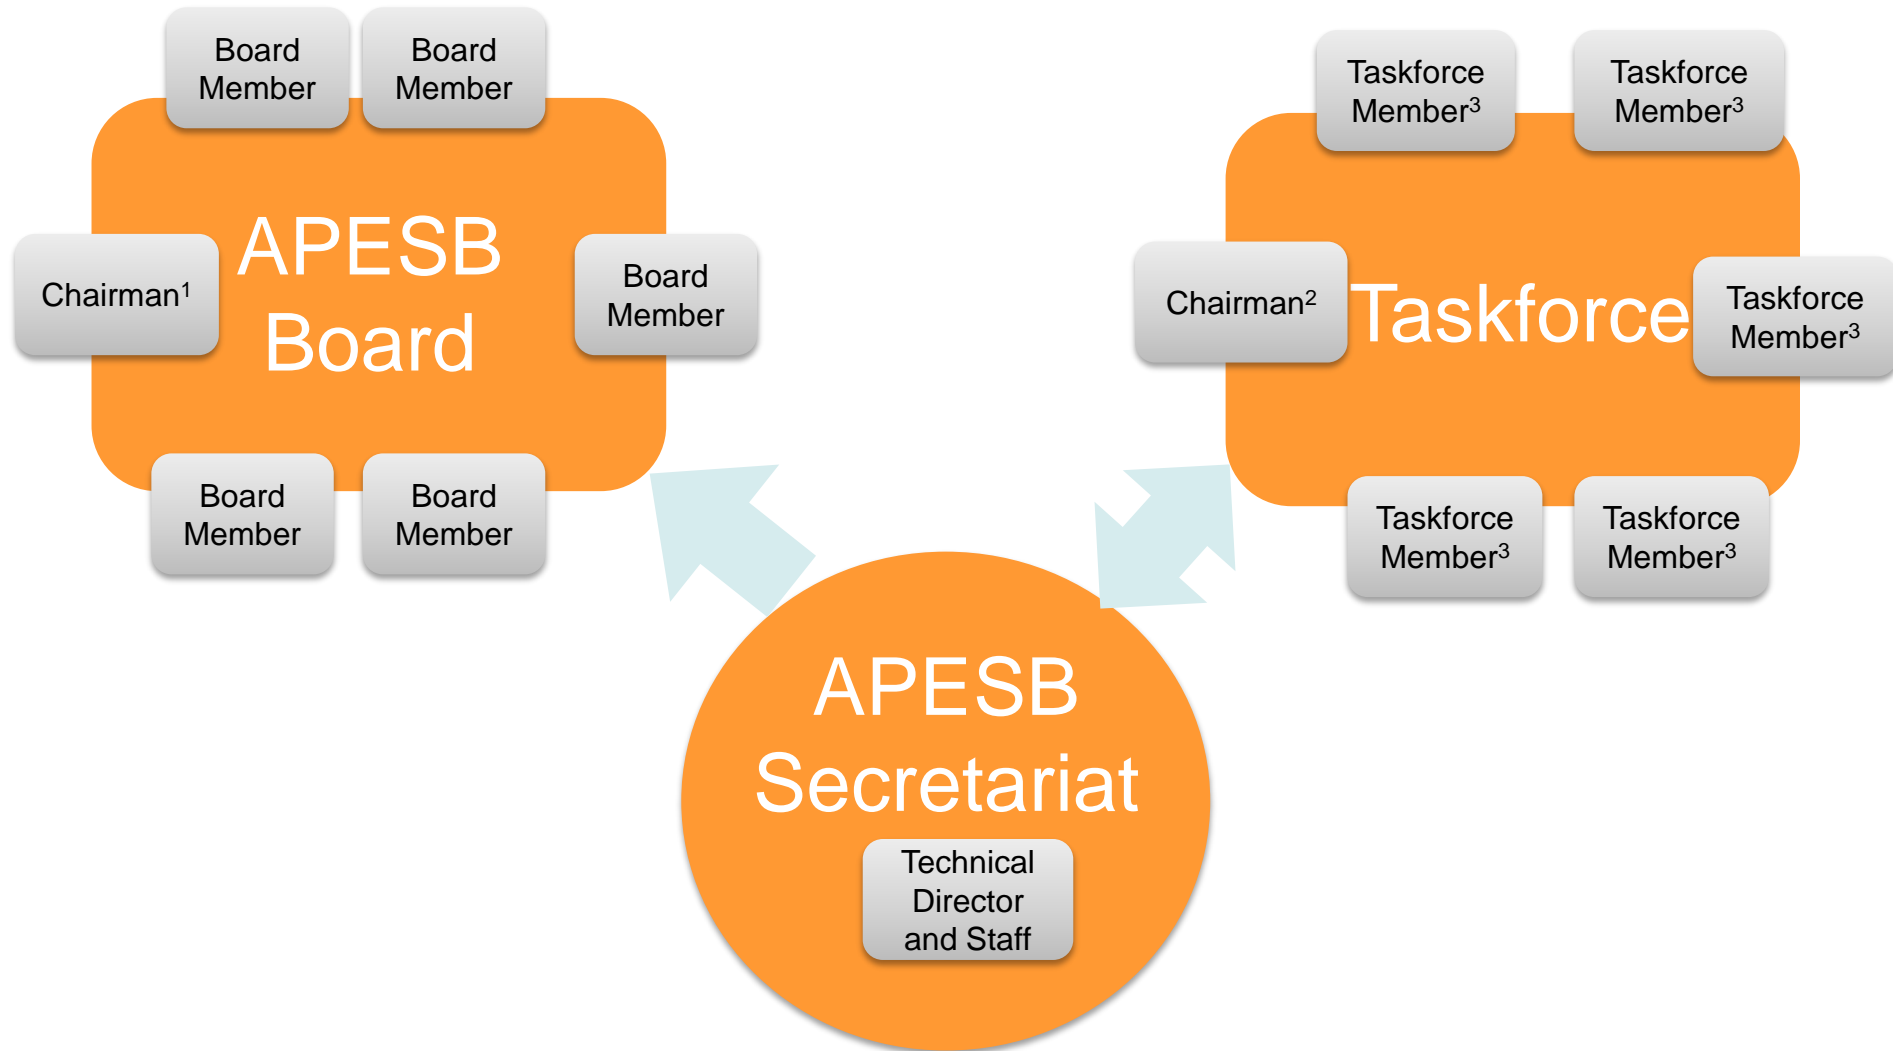 Board
Member
Board
Member
APESB
Board
Chairman¹
Board
Member
Board
Member
Board
Member
Taskforce
Member³
Taskforce
Member³
Chairman²
Taskforce
Taskforce
Member³
Taskforce
Member³
Taskforce
Member³
APESB
Secretariat
Technical
Director
and Staff